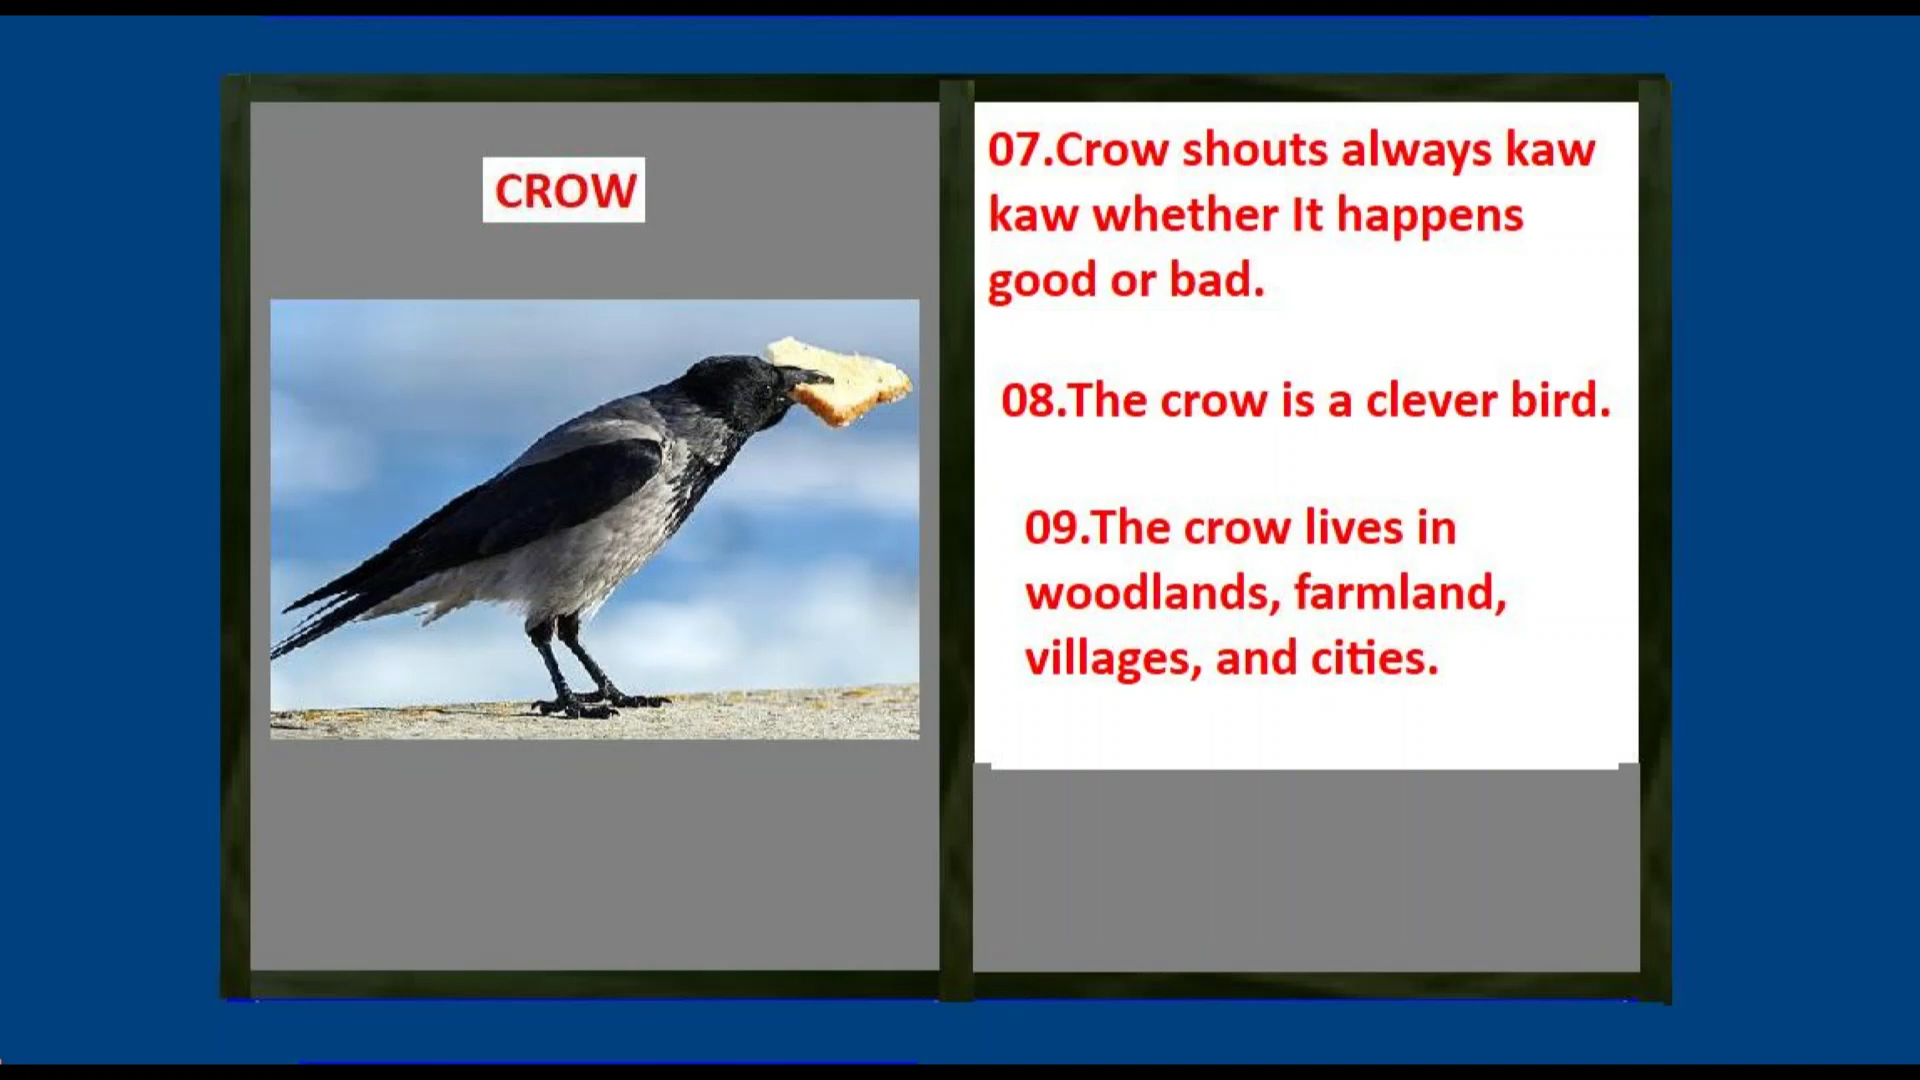 CROW
07.Crow shouts always kaw
kaw whether It happens
good or bad.
08.The crow is a clever bird.
09.The crow lives in
woodlands, farmland,
villages, and cities.